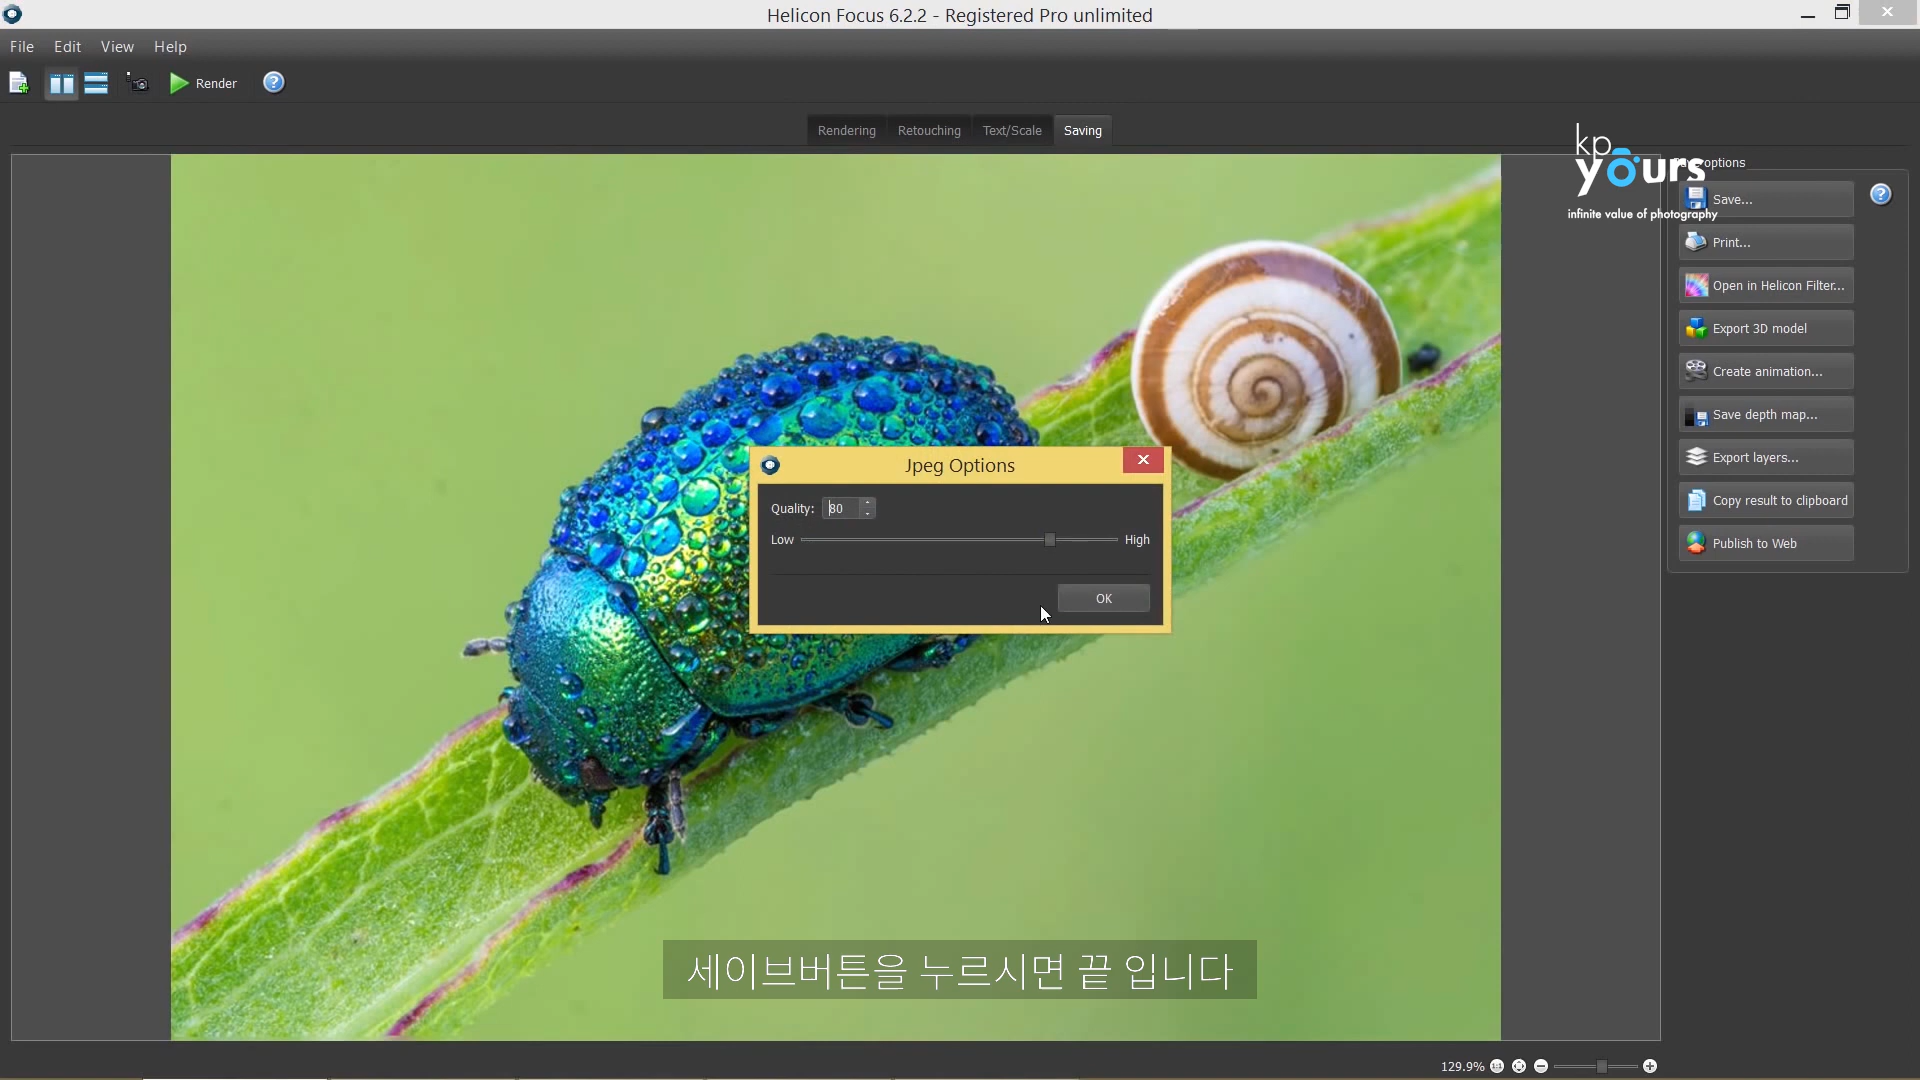 Helicon Focus 6.2.2 - Registered Pro unlimited
File Edit View Help
Render
Rendering Retouching Text/Scale Saving
kp
yours
infinite value of photography
options
Save...
Print...
Open in Helicon Filter...
Export 3D model
Create animation...
Save depth map...
Export layers...
Copy result to clipboard
Publish to Web
Jpeg Options
Quality: 80
Low High
OK
세이브버튼을 누르시면 끝 입니다
129.9%